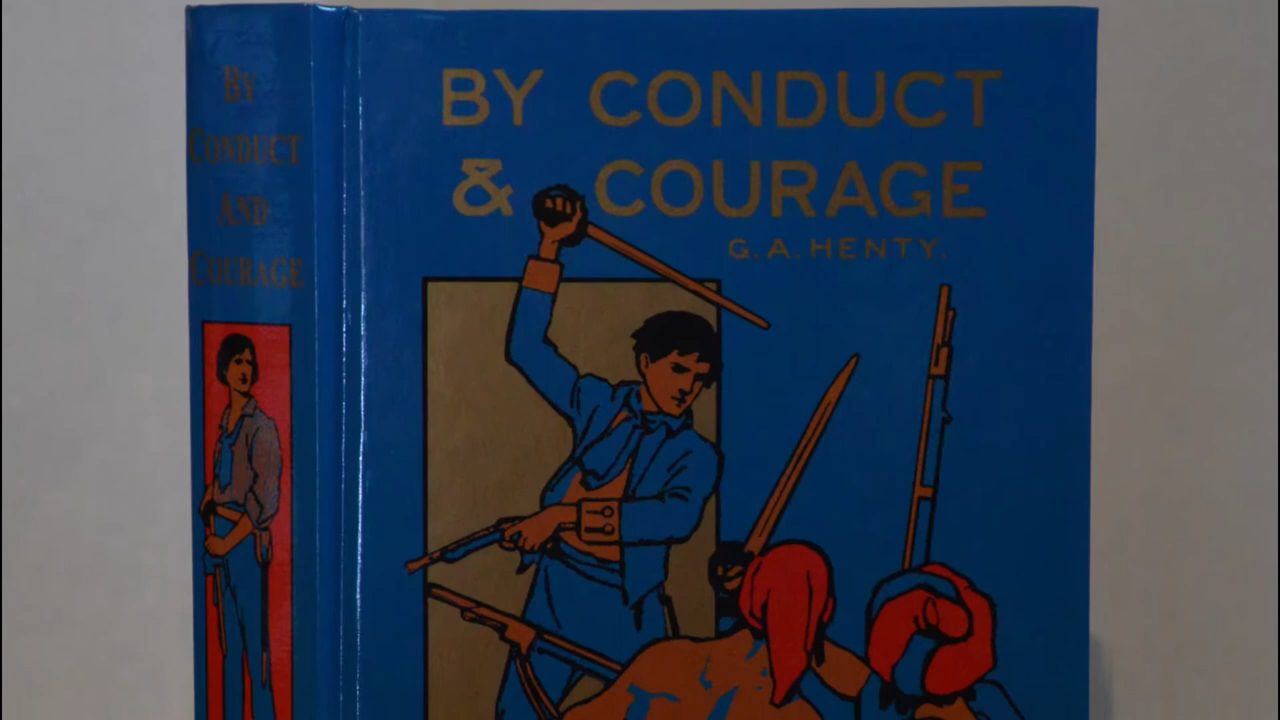 BY
CONDUCT
AND
COURAGE
BY CONDUCT
& COURAGE
G.A.HENTY.